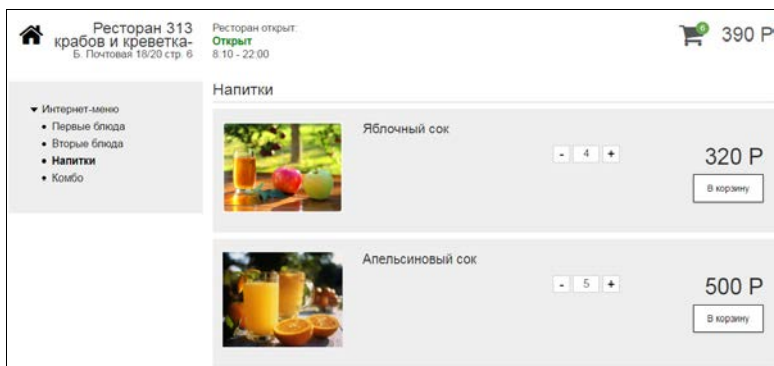 Ресторан 313
крабов и креветка-
Б. Почтовая 18/20 стр. 6
Ресторан открыт:
Открыт
8:10 - 22:00
6
390 Р
Интернет-меню
Первые блюда
Вторые блюда
Напитки
Комбо
Напитки
Яблочный сок
- 4 +
320 Р
В корзину
Апельсиновый сок
- 5 +
500 Р
В корзину